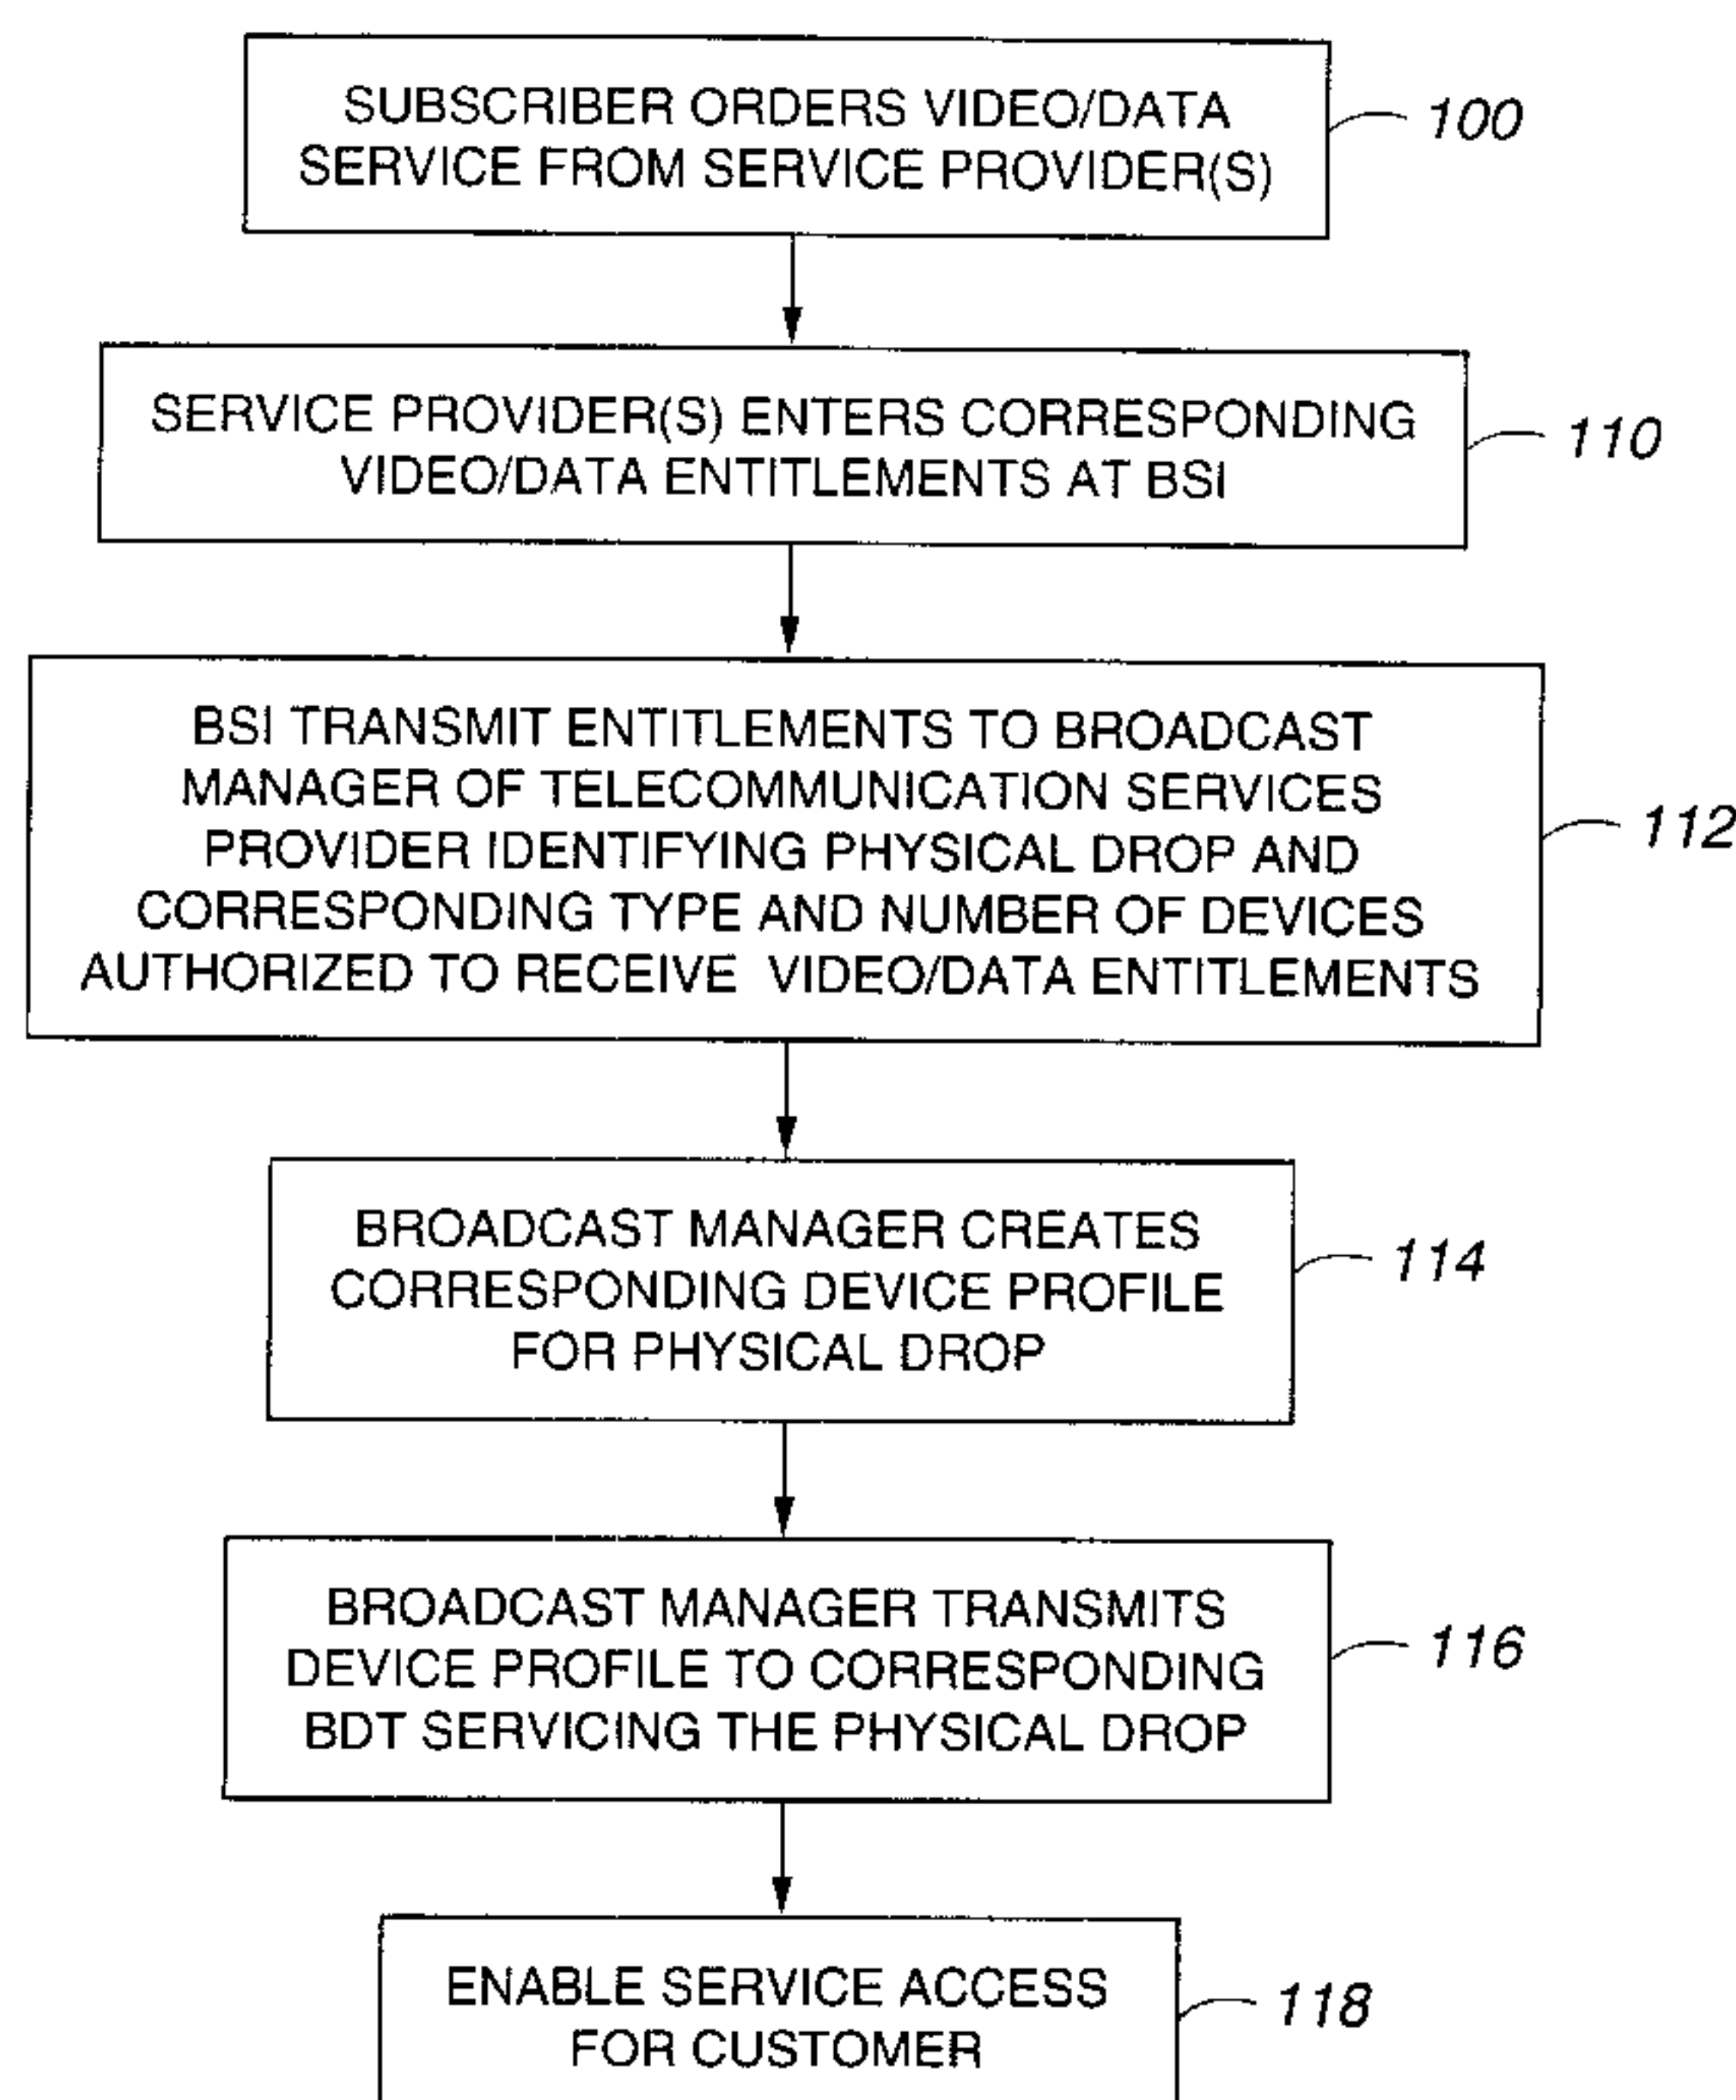 SUBSCRIBER ORDERS VIDEO/DATA
SERVICE FROM SERVICE PROVIDER(S)
100
SERVICE PROVIDER(S) ENTERS CORRESPONDING
VIDEO/DATA ENTITLEMENTS AT BSI
110
BSI TRANSMIT ENTITLEMENTS TO BROADCAST
MANAGER OF TELECOMMUNICATION SERVICES
PROVIDER IDENTIFYING PHYSICAL DROP AND
CORRESPONDING TYPE AND NUMBER OF DEVICES
AUTHORIZED TO RECEIVE VIDEO/DATA ENTITLEMENTS
112
BROADCAST MANAGER CREATES
CORRESPONDING DEVICE PROFILE
FOR PHYSICAL DROP
114
BROADCAST MANAGER TRANSMITS
DEVICE PROFILE TO CORRESPONDING
BDT SERVICING THE PHYSICAL DROP
116
ENABLE SERVICE ACCESS
FOR CUSTOMER
118